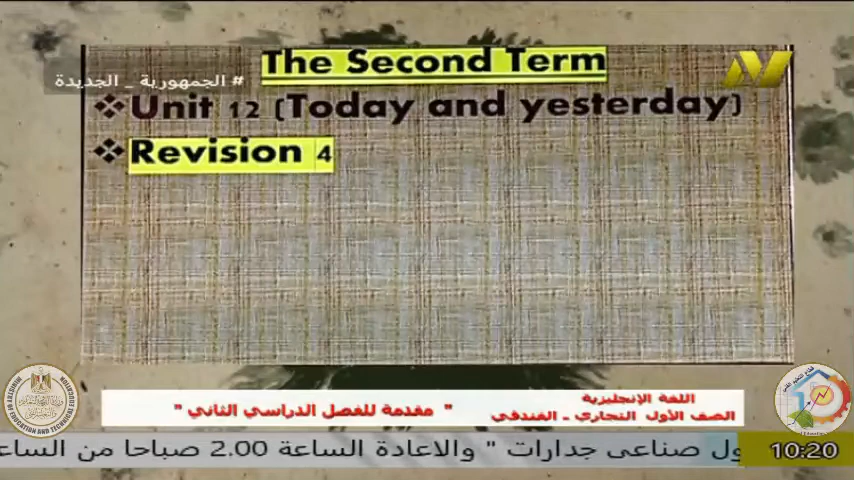 The Second Term
# الجمهورية _ الجديدة
❖Unit 12 (Today and yesterday)
❖Revision 4
اللغة الإنجليزية
الصف الأول التجاري _ الفندقي
" مقدمة للفصل الدراسي الثاني "
ول صناعى جدارات " والاعادة الساعة 2.00 صباحا من الساع
10:20